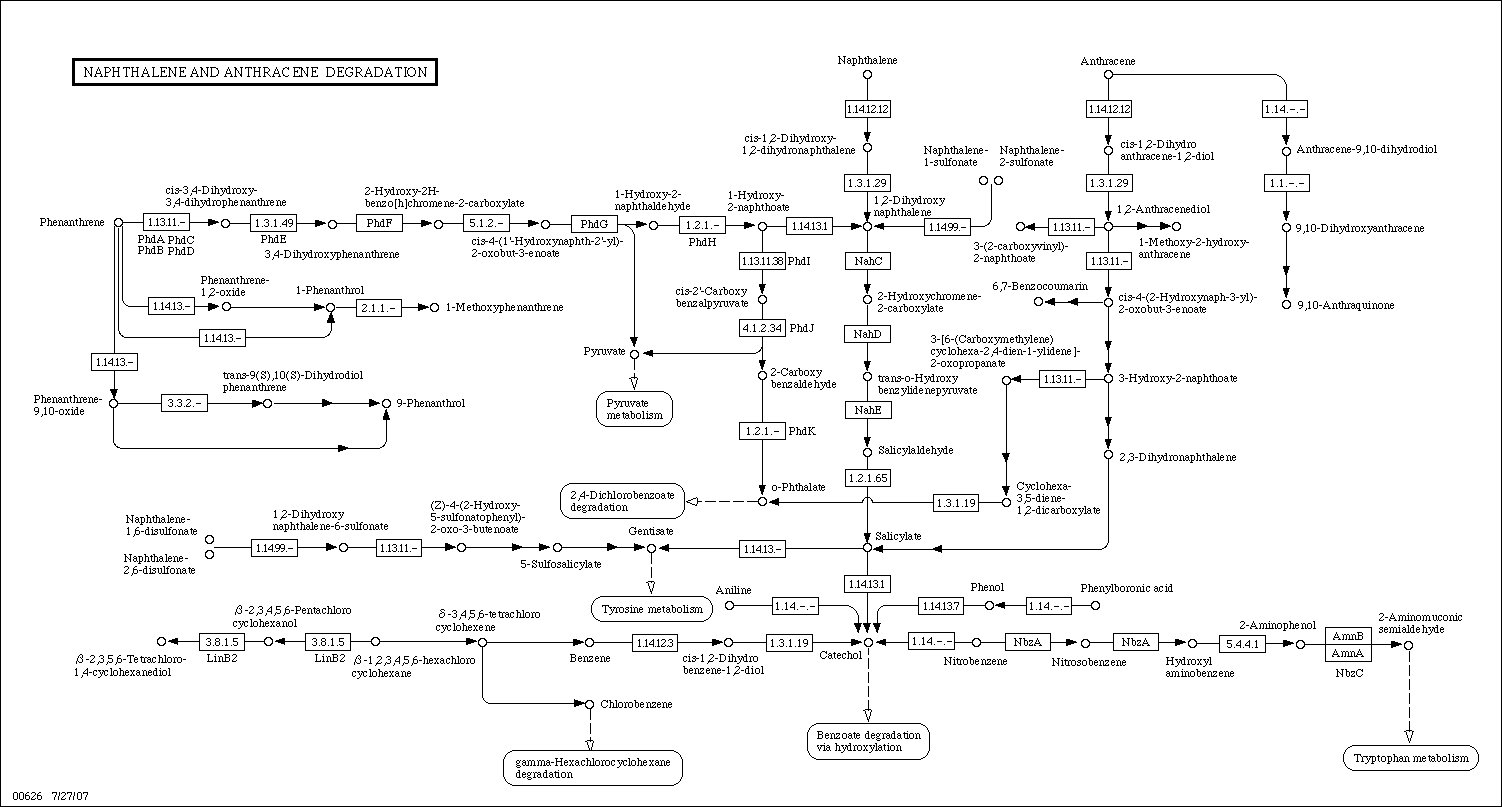 NAPHTHALENE AND ANTHRACENE DEGRADATION
Naphthalene
Anthracene
1.14.12.12
1.14.12.12
1.14.-.-
cis-1,2-Dihydroxy-
1,2-dihydronaphthalene
Naphthalene-
1-sulfonate
Naphthalene-
2-sulfonate
cis-1,2-Dihydro
anthracene-1,2-diol
Anthracene-9,10-dihydrodiol
1.3.1.29
1.3.1.29
1.1.-.-
Phenanthrene
cis-3,4-Dihydroxy-
3,4-dihydrophenanthrene
2-Hydroxy-2H-
benzo[h]chromene-2-carboxylate
1-Hydroxy-2-
naphthaldehyde
1-Hydroxy-
2-naphthoate
1,2-Dihydroxy
naphthalene
1,2-Anthracenediol
1.13.11.-
1.3.1.49
PhdF
5.1.2.-
PhdG
1.2.1.-
1.14.13.1
1.14.99.-
1.13.11.-
9,10-Dihydroxyanthracene
PhdA PhdC
PhdB PhdD
PhdE
3,4-Dihydroxyphenanthrene
cis-4-(1'-Hydroxynaphth-2'-yl)-
2-oxobut-3-enoate
PhdH
3-(2-carboxyvinyl)-
2-naphthoate
1-Methoxy-2-hydroxy-
anthracene
1.13.11.38
PhdI
NahC
1.13.11.-
Phenanthrene-
1,2-oxide
1-Phenanthrol
cis-2'-Carboxy
benzalpyruvate
2-Hydroxychromene-
2-carboxylate
6,7-Benzocoumarin
cis-4-(2-Hydroxynaph-3-yl)-
2-oxobut-3-enoate
9,10-Anthraquinone
1.14.13.-
2.1.1.-
1-Methoxyphenanthrene
1.14.13.-
4.1.2.34
PhdJ
NahD
1.14.13.-
Pyruvate
3-[6-(Carboxymethylene)
cyclohexa-2,4-dien-1-ylidene]-
2-oxopropanate
trans-9(S),10(S)-Dihydrodiol
phenanthrene
2-Carboxy
benzaldehyde
trans-o-Hydroxy
benzylidenepyruvate
1.13.11.-
3-Hydroxy-2-naphthoate
Phenanthrene-
9,10-oxide
3.3.2.-
9-Phenanthrol
Pyruvate
metabolism
NahE
1.2.1.-
PhdK
Salicylaldehyde
2,3-Dihydronaphthalene
1.2.1.65
2,4-Dichlorobenzoate
degradation
o-Phthalate
1.3.1.19
Cyclohexa-
3,5-diene-
1,2-dicarboxylate
Naphthalene-
1,6-disulfonate
Naphthalene-
2,6-disulfonate
1,2-Dihydroxy
naphthalene-6-sulfonate
(Z)-4-(2-Hydroxy-
5-sulfonatophenyl)-
2-oxo-3-butenoate
Gentisate
Salicylate
1.14.99.-
1.13.11.-
5-Sulfosalicylate
1.14.13.-
1.14.13.1
Tyrosine metabolism
Aniline
1.14.-.-
1.14.13.7
Phenol
1.14.-.-
Phenylboronic acid
β-2,3,4,5,6-Pentachloro
cyclohexanol
δ-3,4,5,6-tetrachloro
cyclohexene
2-Aminophenol
2-Aminomuconic
semialdehyde
3.8.1.5
LinB2
3.8.1.5
LinB2
Benzene
1.14.12.3
1.3.1.19
Catechol
1.14.-.-
NbzA
NbzA
5.4.4.1
AmnB
AmnA
NbzC
β-2,3,5,6-Tetrachloro-
1,4-cyclohexanediol
β-1,2,3,4,5,6-hexachloro
cyclohexane
cis-1,2-Dihydro
benzene-1,2-diol
Nitrobenzene
Nitrosobenzene
Hydroxyl
aminobenzene
Chlorobenzene
gamma-Hexachlorocyclohexane
degradation
Benzoate degradation
via hydroxylation
Tryptophan metabolism
00626 7/27/07